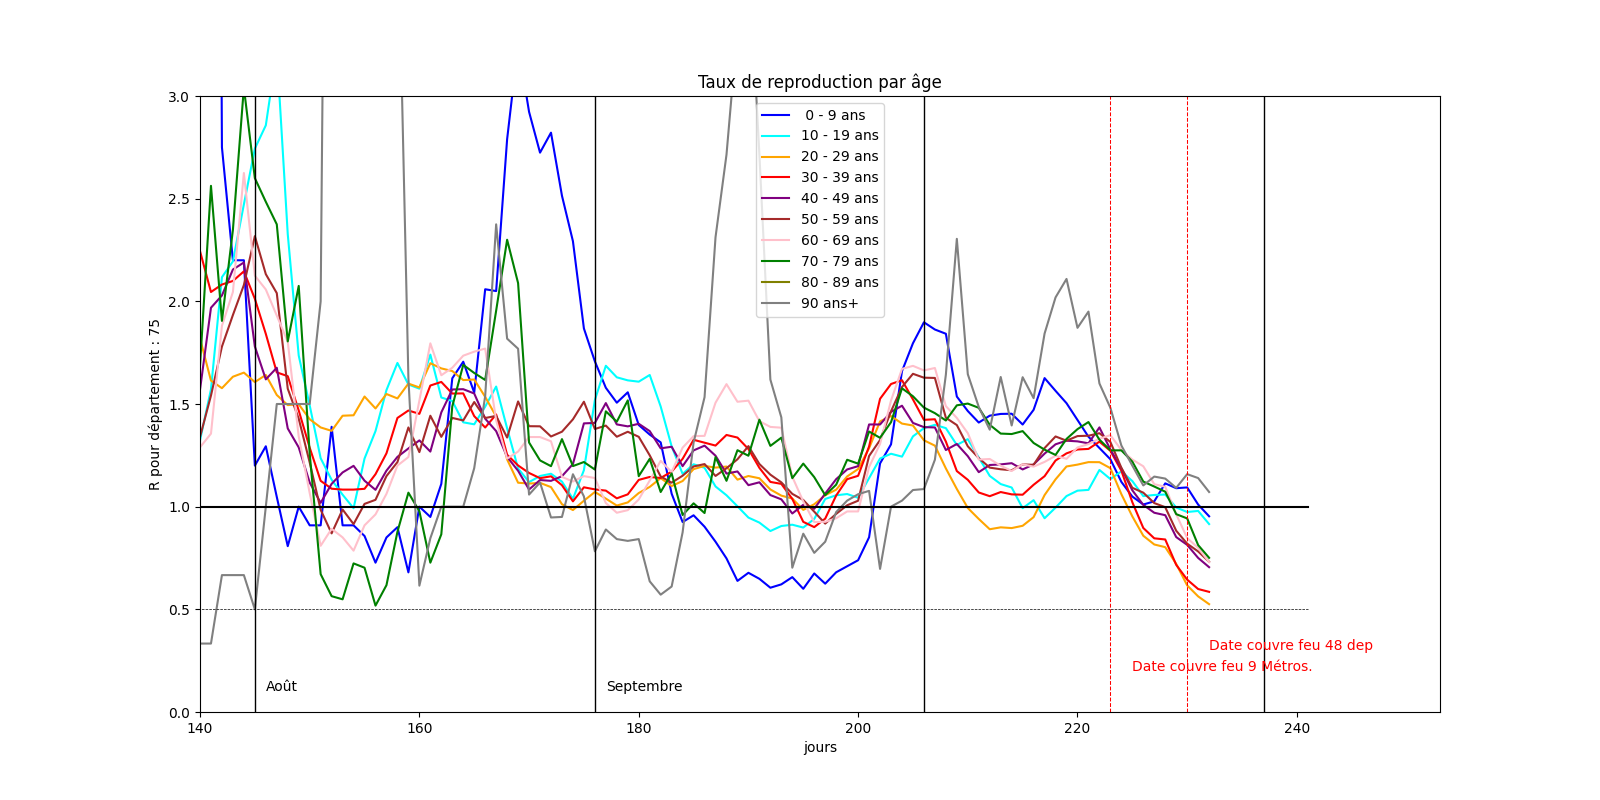 Taux de reproduction par âge
R pour département : 75
3.0
2.5
2.0
1.5
1.0
0.5
0.0
0 - 9 ans
10 - 19 ans
20 - 29 ans
30 - 39 ans
40 - 49 ans
50 - 59 ans
60 - 69 ans
70 - 79 ans
80 - 89 ans
90 ans+
Date couvre feu 48 dep
Date couvre feu 9 Métros.
Août
Septembre
140
160
180
200
220
240
jours